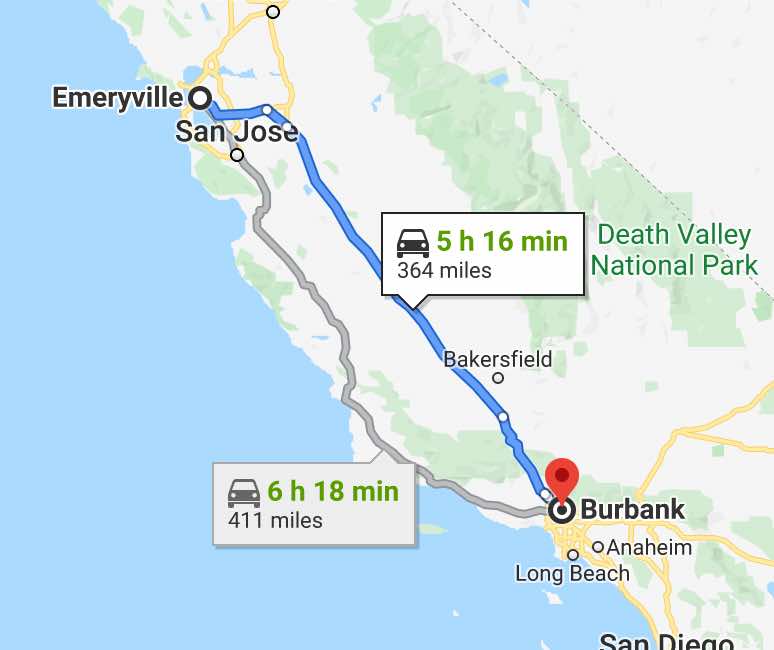 Emeryville
San Jose
5 h 16 min
364 miles
Death Valley
National Park
Bakersfield
6 h 18 min
411 miles
Burbank
Anaheim
Long Beach
San Diego